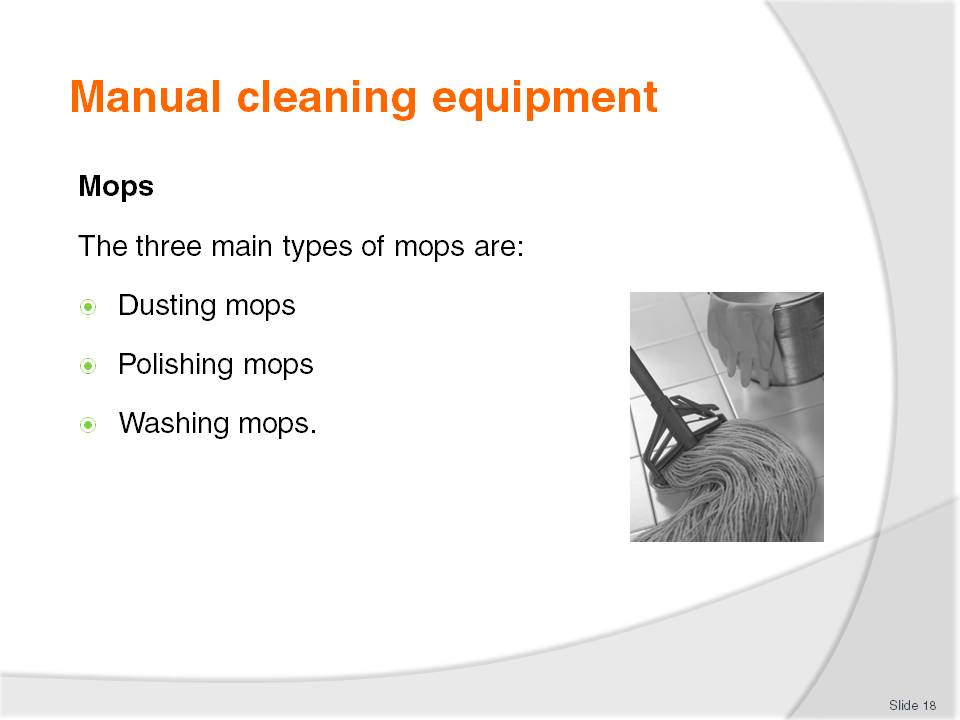 Manual cleaning equipment
Mops
The three main types of mops are:
Dusting mops
Polishing mops
Washing mops.
Slide 18